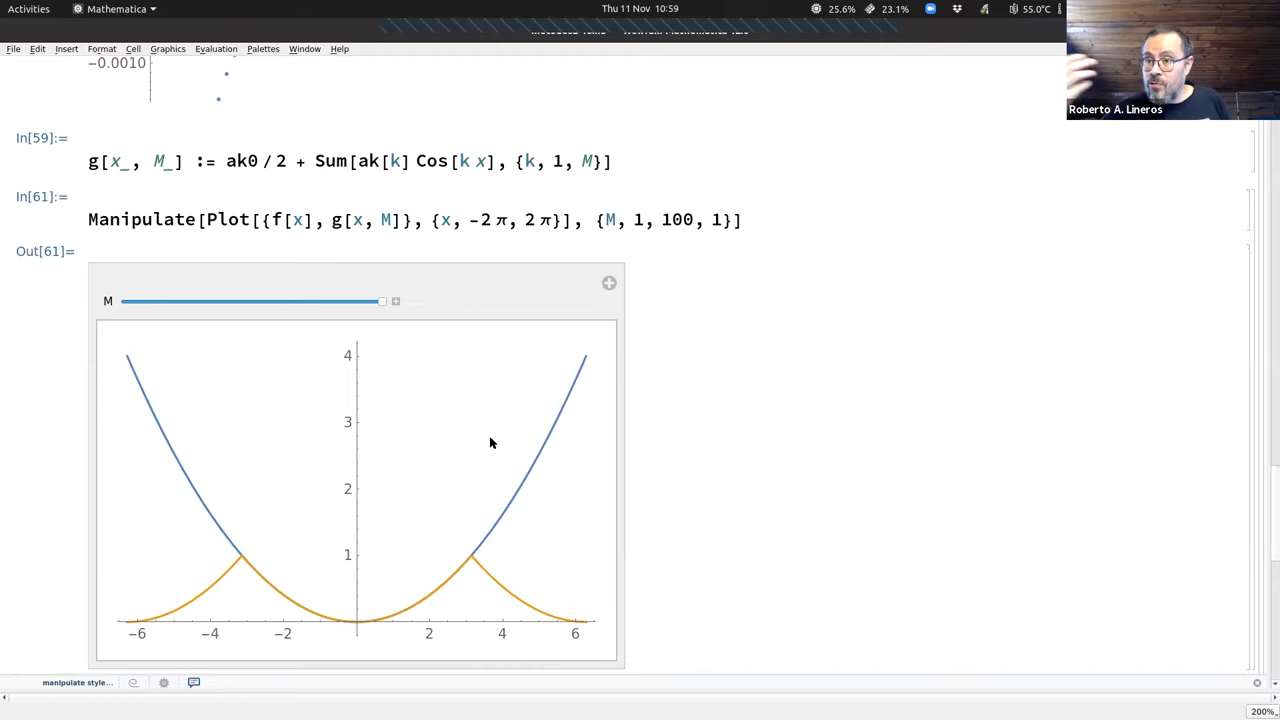 Activities
Mathematica
Thu 11 Nov 10:59
25.6%
23.1%
55.0°C
File Edit Insert Format Cell Graphics Evaluation Palettes Window Help
Roberto A. Lineros
−0.0010
In[59]:=
g[x_, M_] := ak0 / 2 + Sum[ak[k] Cos[k x], {k, 1, M}]
In[61]:=
Manipulate[Plot[{f[x], g[x, M]}, {x, -2 π, 2 π}], {M, 1, 100, 1}]
Out[61]=
M
4
3
2
1
−6 −4 −2 2 4 6
manipulate style...
200%